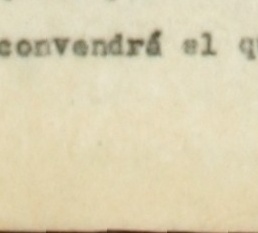 convendrá el q